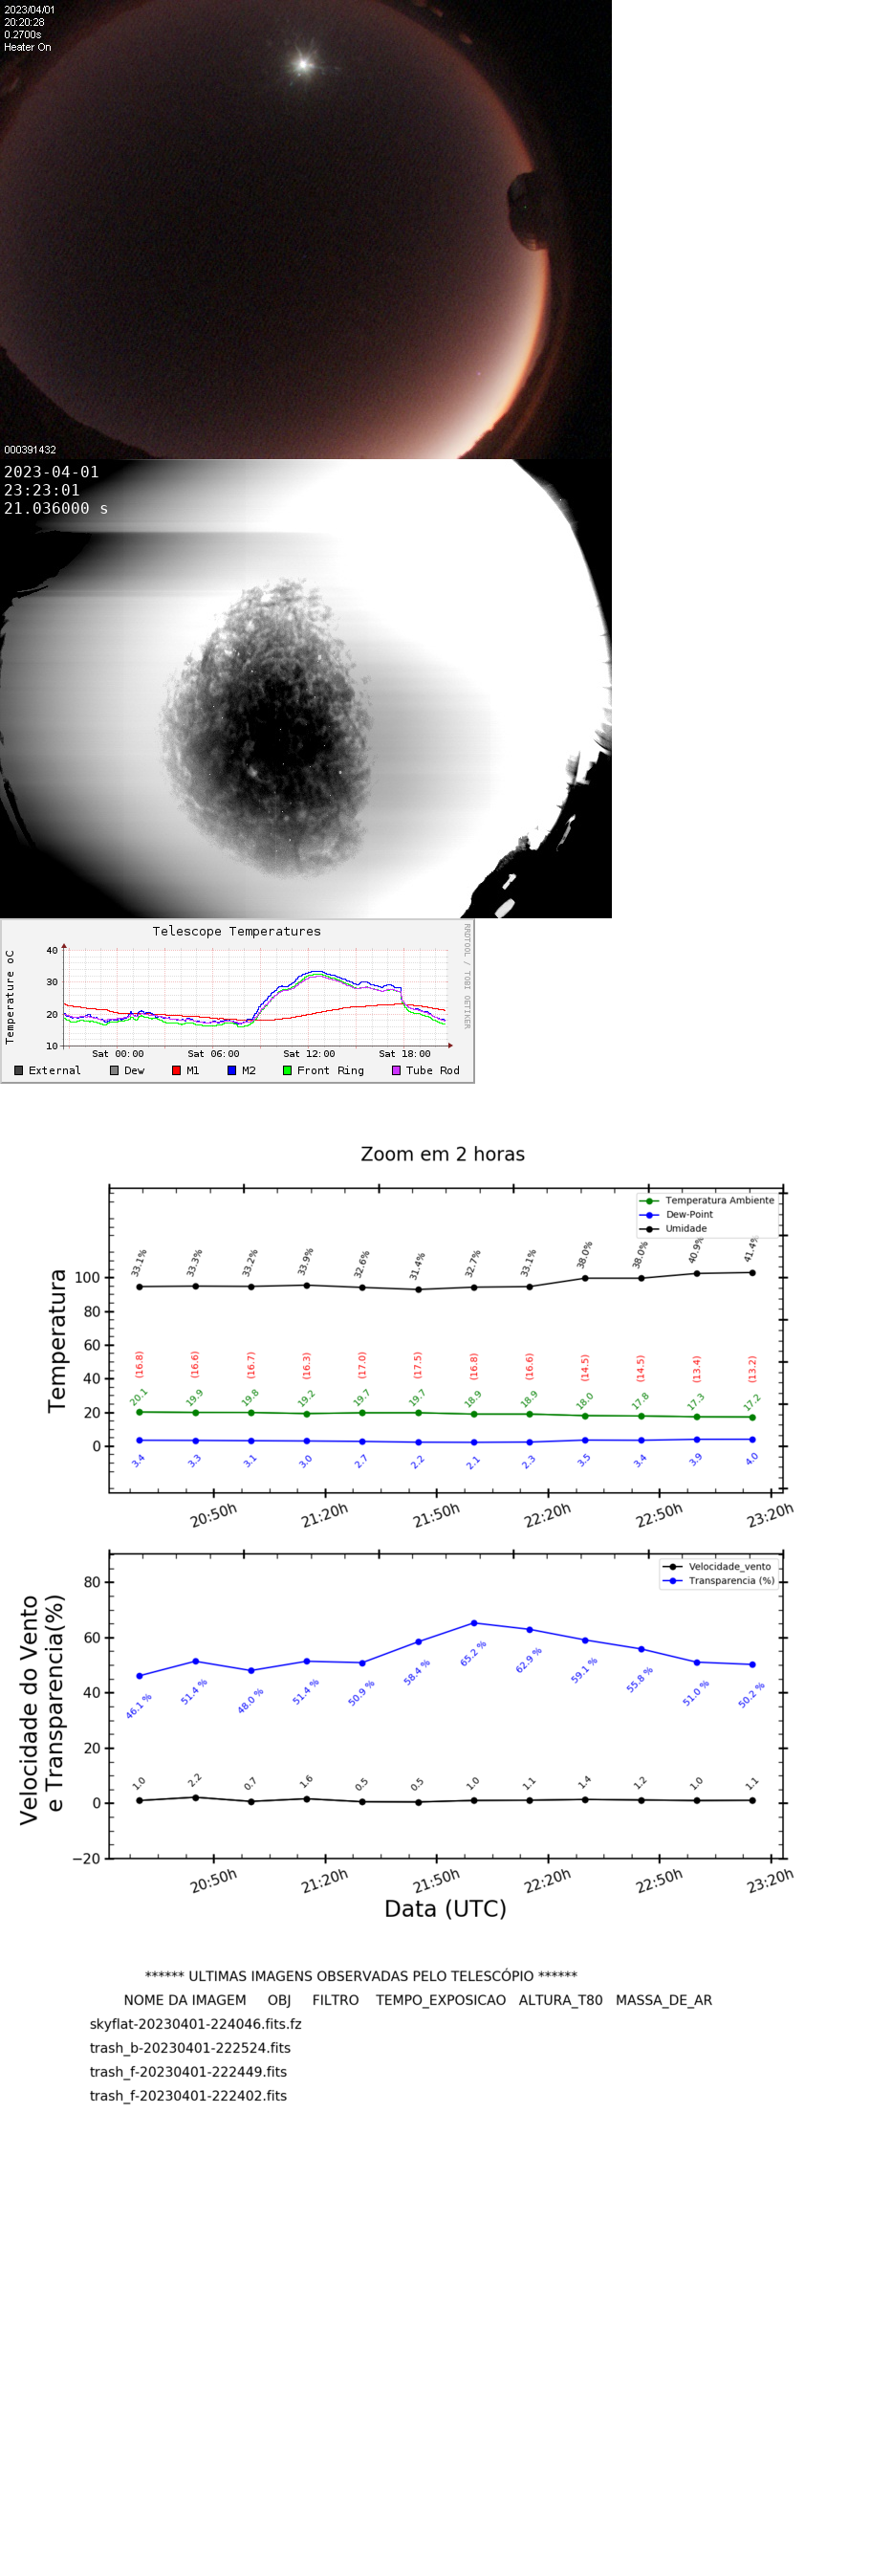 2023/04/01
20:20:28
0.2700s
Heater On
000391432
2023-04-01
23:23:01
21.036000 s
Telescope Temperatures
RRDTOOL / TOBI OETIKER
Temperature oC
40
30
20
10
Sat 00:00 Sat 06:00 Sat 12:00 Sat 18:00
External Dew M1 M2 Front Ring Tube Rod
Zoom em 2 horas
Temperatura Ambiente
Dew-Point
Umidade
33.1% 33.3% 33.2% 33.9% 32.6% 31.4% 32.7% 33.1% 38.0% 38.0% 40.9% 41.4%
Temperatura
100
80
60
40
20
0
(16.8) (16.6) (16.7) (16.3) (17.0) (17.5) (16.8) (16.6) (14.5) (14.5) (13.4) (13.2)
20.1 19.9 19.8 19.2 19.7 19.7 18.9 18.9 18.0 17.8 17.3 17.2
3.4 3.3 3.1 3.0 2.7 2.2 2.1 2.3 3.5 3.4 3.9 4.0
20:50h 21:20h 21:50h 22:20h 22:50h 23:20h
Velocidade_vento
Transparencia (%)
Velocidade do Vento
e Transparencia(%)
80
60
40
20
0
−20
46.1 % 51.4 % 48.0 % 51.4 % 50.9 % 58.4 % 65.2 % 62.9 % 59.1 % 55.8 % 51.0 % 50.2 %
1.0 2.2 0.7 1.6 0.5 0.5 1.0 1.1 1.4 1.2 1.0 1.1
20:50h 21:20h 21:50h 22:20h 22:50h 23:20h
Data (UTC)
****** ULTIMAS IMAGENS OBSERVADAS PELO TELESCÓPIO ******
NOME DA IMAGEM OBJ FILTRO TEMPO_EXPOSICAO ALTURA_T80 MASSA_DE_AR
skyflat-20230401-224046.fits.fz
trash_b-20230401-222524.fits
trash_f-20230401-222449.fits
trash_f-20230401-222402.fits